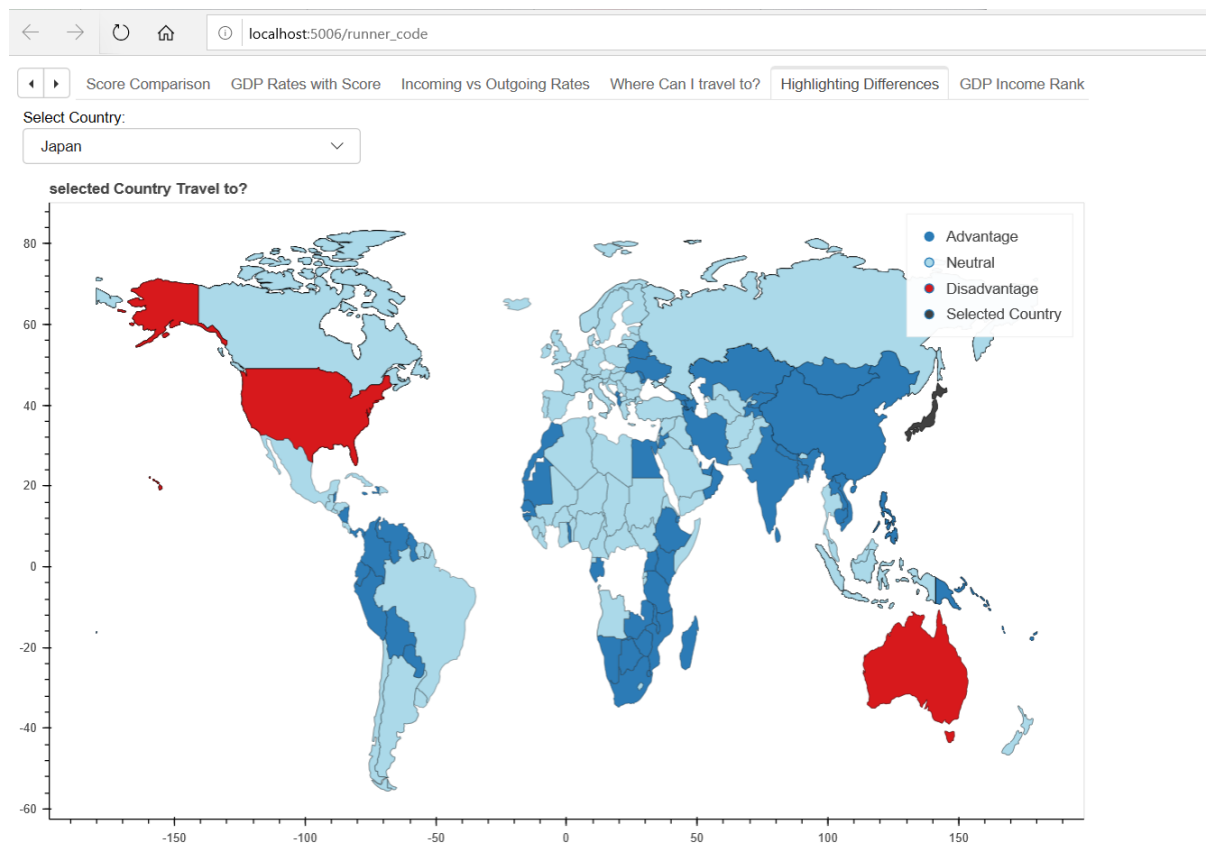 localhost:5006/runner_code
Score Comparison GDP Rates with Score Incoming vs Outgoing Rates Where Can I travel to? Highlighting Differences GDP Income Rank
Select Country:
Japan
selected Country Travel to?
Advantage
Neutral
Disadvantage
Selected Country
80
60
40
20
0
-20
-40
-60
-150 -100 -50 0 50 100 150